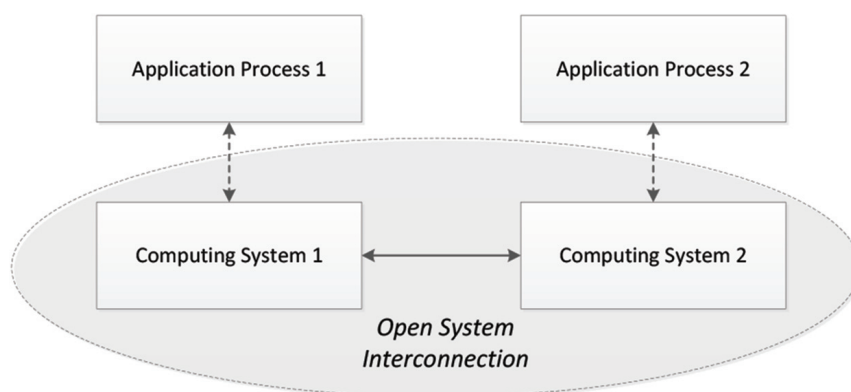 Application Process 1
Application Process 2
Computing System 1
Computing System 2
Open System
Interconnection